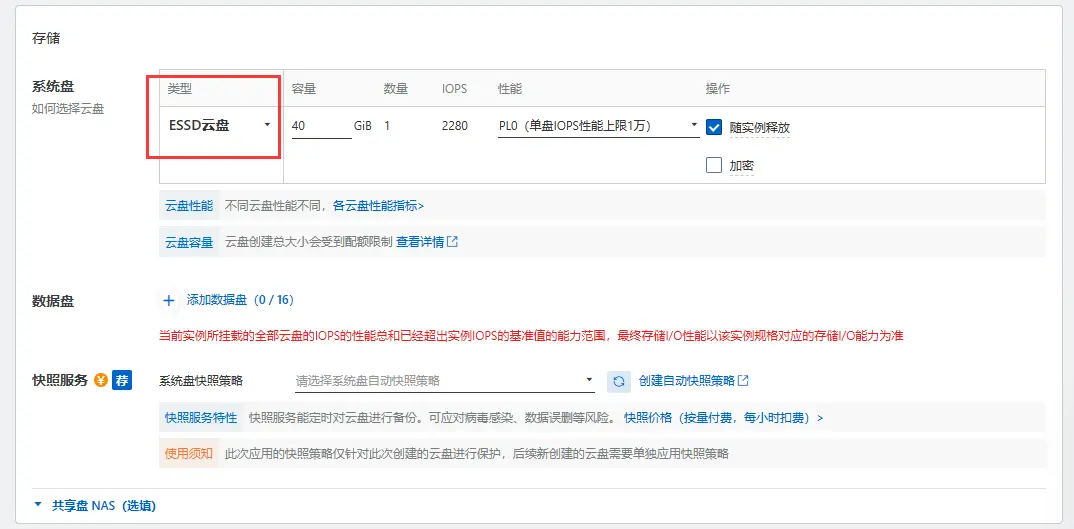 存储
系统盘
如何选择云盘
类型 容量 数量 IOPS 性能 操作
ESSD云盘 40 GiB 1 2280 PL0（单盘IOPS性能上限1万） 随实例释放
加密
云盘性能 不同云盘性能不同，各云盘性能指标>
云盘容量 云盘创建总大小会受到配额限制 查看详情
数据盘 + 添加数据盘（0 / 16）
当前实例所挂载的全部云盘的IOPS的性能总和已经超出实例IOPS的基准值的能力范围，最终存储I/O性能以该实例规格对应的存储I/O能力为准
快照服务 ¥ 荐 系统盘快照策略 请选择系统盘自动快照策略 创建自动快照策略
快照服务特性 快照服务能定时对云盘进行备份。可应对病毒感染、数据误删等风险。 快照价格（按量付费，每小时扣费）>
使用须知 此次应用的快照策略仅针对此次创建的云盘进行保护，后续新创建的云盘需要单独应用快照策略
共享盘 NAS（选填）